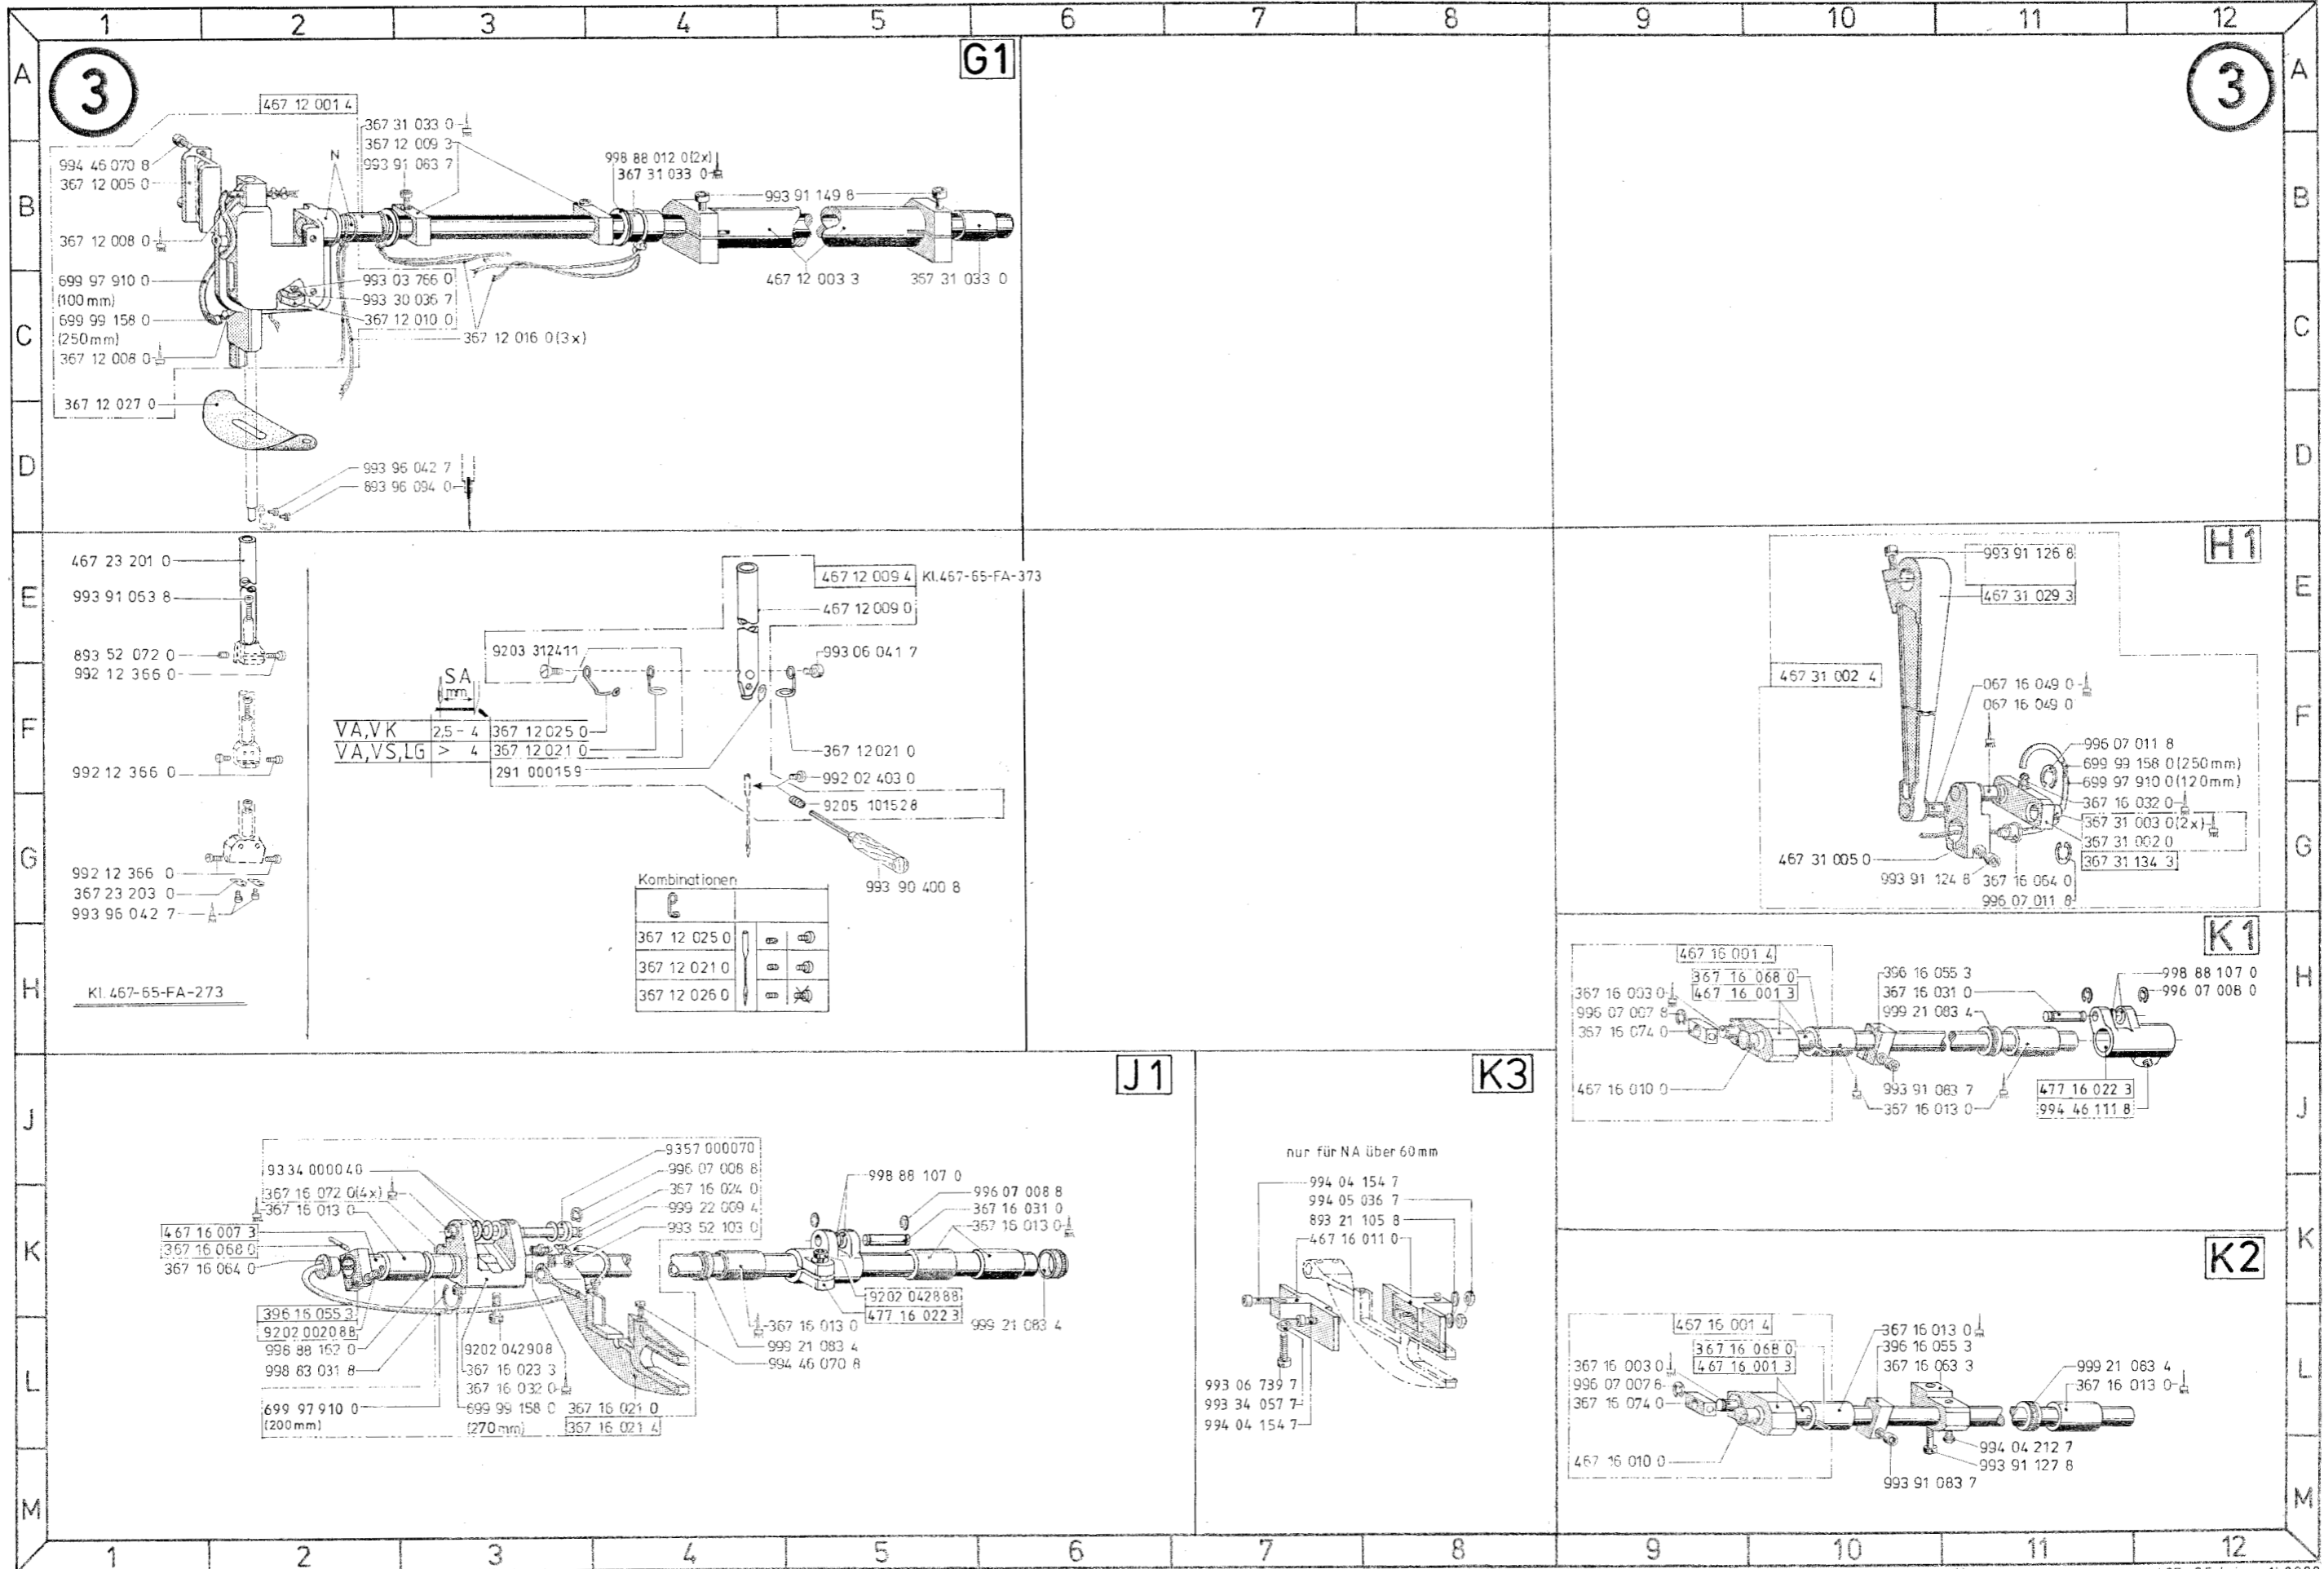 1 2 3 4 5 6 7 8 9 10 11 12
A B C D E F G H J K L M
A B C D E F G H J K L M
3
3
G1
467 12 001 4
994 46 070 8
367 12 005 0
367 12 008 0
699 97 910 0
(100 mm)
699 99 158 0
(250 mm)
367 12 008 0
367 12 027 0
N
367 31 033 0
367 12 009 3
993 91 063 7
998 88 012 0(2x)
367 31 033 0
993 91 149 8
467 12 003 3
367 31 033 0
993 03 766 0
993 30 036 7
367 12 010 0
367 12 016 0(3x)
993 96 042 7
893 96 094 0
467 23 201 0
993 91 053 8
893 52 072 0
992 12 366 0
992 12 366 0
992 12 366 0
367 23 203 0
993 96 042 7
Kl. 467-65-FA-273
467 12 009 4 Kl.467-65-FA-373
467 12 009 0
9203 312411
993 06 041 7
SA
mm
VA,VK 2,5 - 4 367 12 025 0
VA,VS,LG > 4 367 12 021 0
291 000159
367 12 021 0
992 02 403 0
9205 101528
993 90 400 8
Kombinationen
367 12 025 0
367 12 021 0
367 12 026 0
H1
993 91 126 8
467 31 029 3
467 31 002 4
067 16 049 0
067 16 049 0
996 07 011 8
699 99 158 0(250mm)
699 97 910 0(120mm)
367 16 032 0
367 31 003 0(2x)
367 31 002 0
367 31 134 3
467 31 005 0
993 91 124 8
367 16 064 0
996 07 011 8
K1
467 16 001 4
367 16 068 0
467 16 001 3
367 16 003 0
996 07 007 8
367 16 074 0
467 16 010 0
396 16 055 3
367 16 031 0
999 21 083 4
998 88 107 0
996 07 008 0
993 91 083 7
367 16 013 0
477 16 022 3
994 46 111 8
J1
9334 000040
367 16 072 0(4x)
367 16 013 0
467 16 007 3
367 16 068 0
367 16 064 0
396 16 055 3
9202 002088
998 88 162 0
998 83 031 8
699 97 910 0
(200mm)
9357 000070
996 07 008 8
367 16 024 0
999 22 009 4
993 52 103 0
9202 042908
367 16 023 3
367 16 032 0
699 99 158 0
(270mm)
367 16 021 0
367 16 021 4
998 88 107 0
996 07 008 8
367 16 031 0
367 16 013 0
9202 042888
477 16 022 3
999 21 083 4
367 16 013 0
999 21 083 4
994 46 070 8
K3
nur für NA über 60mm
994 04 154 7
994 05 036 7
893 21 105 8
467 16 011 0
993 06 739 7
993 34 057 7
994 04 154 7
K2
467 16 001 4
367 16 068 0
467 16 001 3
367 16 003 0
996 07 007 8
367 16 074 0
467 16 010 0
367 16 013 0
396 16 055 3
367 16 063 3
999 21 083 4
367 16 013 0
994 04 212 7
993 91 127 8
993 91 083 7
1 2 3 4 5 6 7 8 9 10 11 12